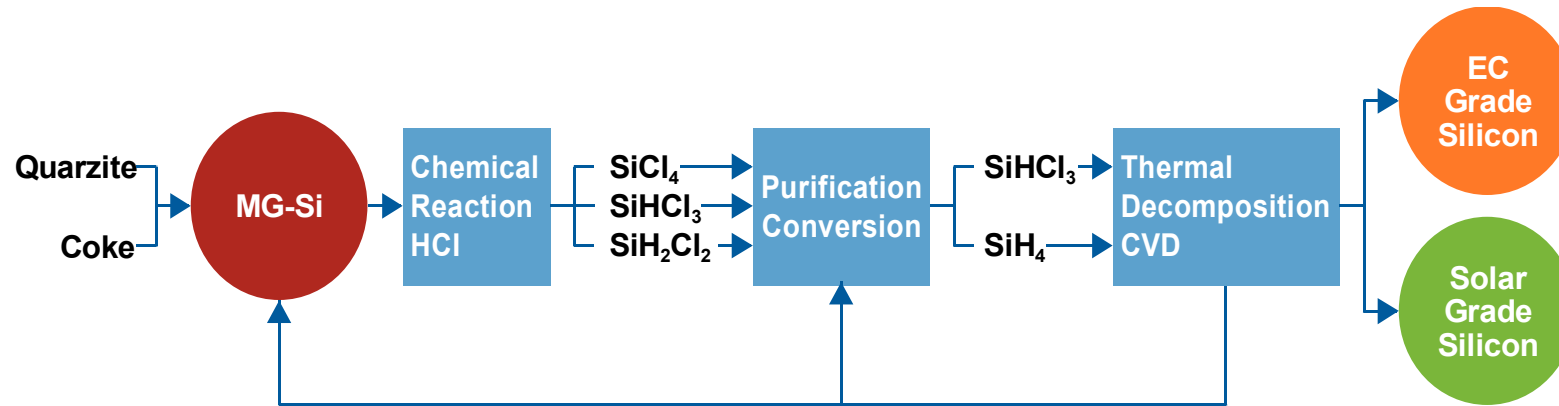 Quarzite
Coke
MG-Si
Chemical
Reaction
HCl
SiCl₄
SiHCl₃
SiH₂Cl₂
Purification
Conversion
SiHCl₃
SiH₄
Thermal
Decomposition
CVD
EC
Grade
Silicon
Solar
Grade
Silicon